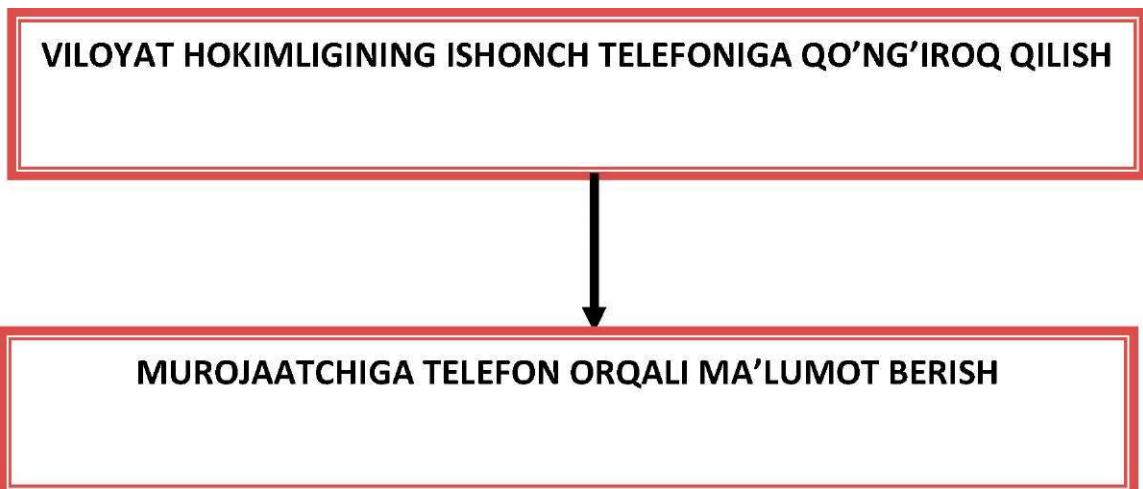 VILOYAT HOKIMLIGINING ISHONCH TELEFONIGA QO’NG’IROQ QILISH
MUROJAATCHIGA TELEFON ORQALI MA’LUMOT BERISH